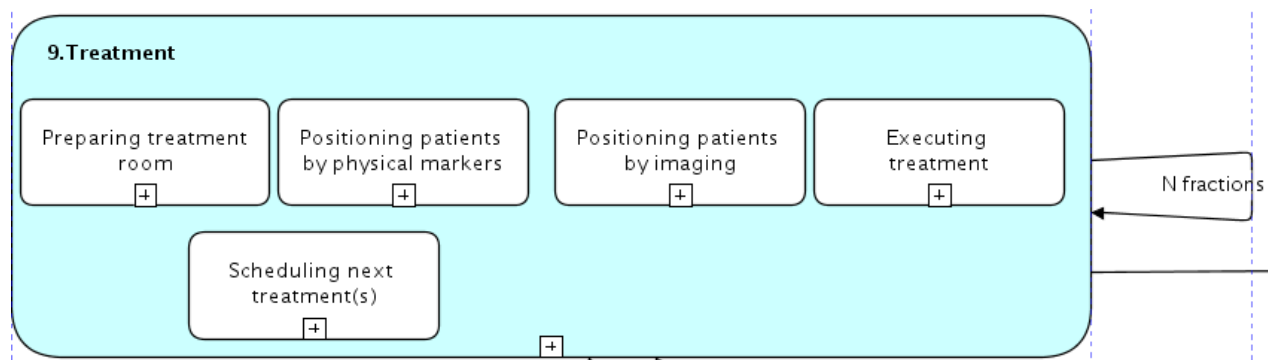 9.Treatment
Preparing treatment
room
Positioning patients
by physical markers
Positioning patients
by imaging
Executing
treatment
N fractions
Scheduling next
treatment(s)